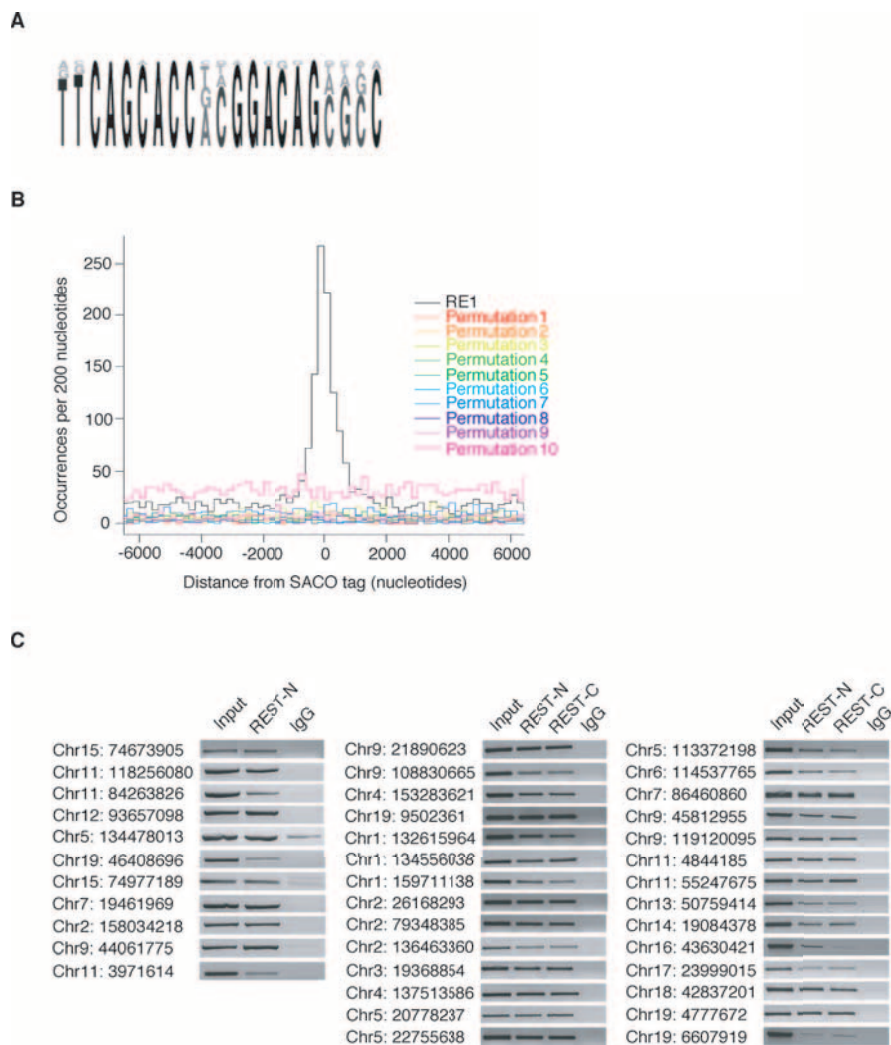 A
TTCAGCACCACGGACAGCGCC
B
Occurrences per 200 nucleotides
250
200
150
100
50
0
-6000
-4000
-2000
0
2000
4000
6000
Distance from SACO tag (nucleotides)
RE1
Permutation 1
Permutation 2
Permutation 3
Permutation 4
Permutation 5
Permutation 6
Permutation 7
Permutation 8
Permutation 9
Permutation 10
C
Input REST-N IgG
Chr15: 74673905
Chr11: 118256080
Chr11: 84263826
Chr12: 93657098
Chr5: 134478013
Chr19: 46408696
Chr15: 74977189
Chr7: 19461969
Chr2: 158034218
Chr9: 44061775
Chr11: 3971614
Input REST-N REST-C IgG
Chr9: 21890623
Chr9: 108830665
Chr4: 153283621
Chr19: 9502361
Chr1: 132615964
Chr1: 134556036
Chr1: 159711138
Chr2: 26168293
Chr2: 79348385
Chr2: 136463360
Chr3: 19368854
Chr4: 137513586
Chr5: 20778237
Chr5: 22755638
Input REST-N REST-C IgG
Chr5: 113372198
Chr6: 114537765
Chr7: 86460860
Chr9: 45812955
Chr9: 119120095
Chr11: 4844185
Chr11: 55247675
Chr13: 50759414
Chr14: 19084378
Chr16: 43630421
Chr17: 23999015
Chr18: 42837201
Chr19: 4777672
Chr19: 6607919